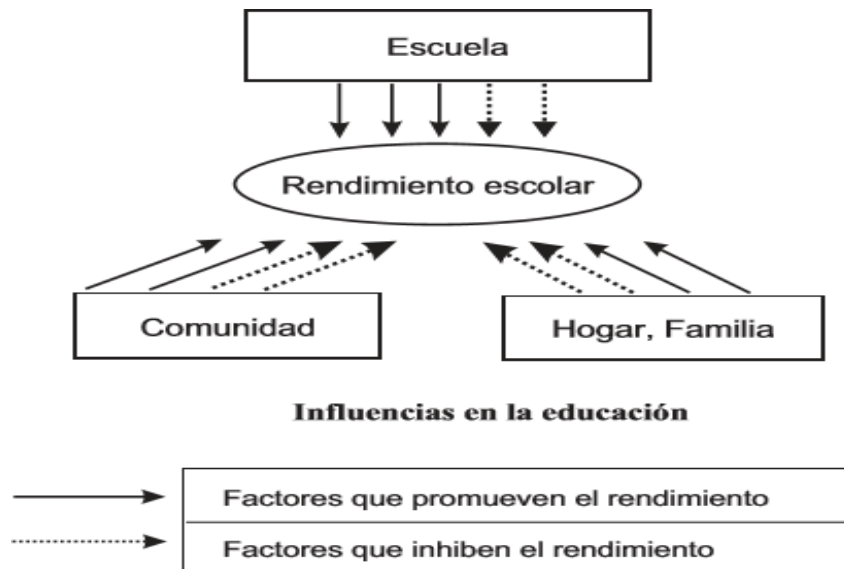 Escuela
Rendimiento escolar
Comunidad
Hogar, Familia
Influencias en la educación
Factores que promueven el rendimiento
Factores que inhiben el rendimiento